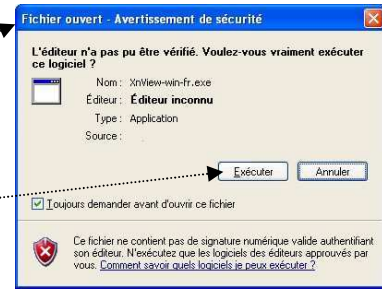 Fichier ouvert - Avertissement de sécurité
L'éditeur n'a pas pu être vérifié. Voulez-vous vraiment exécuter
ce logiciel ?
Nom : XnView-win-fr.exe
Éditeur : Éditeur inconnu
Type : Application
Source :
Exécuter Annuler
Toujours demander avant d'ouvrir ce fichier
Ce fichier ne contient pas de signature numérique valide authentifiant
son éditeur. N'exécutez que les logiciels des éditeurs approuvés par
vous. Comment savoir quels logiciels je peux exécuter ?